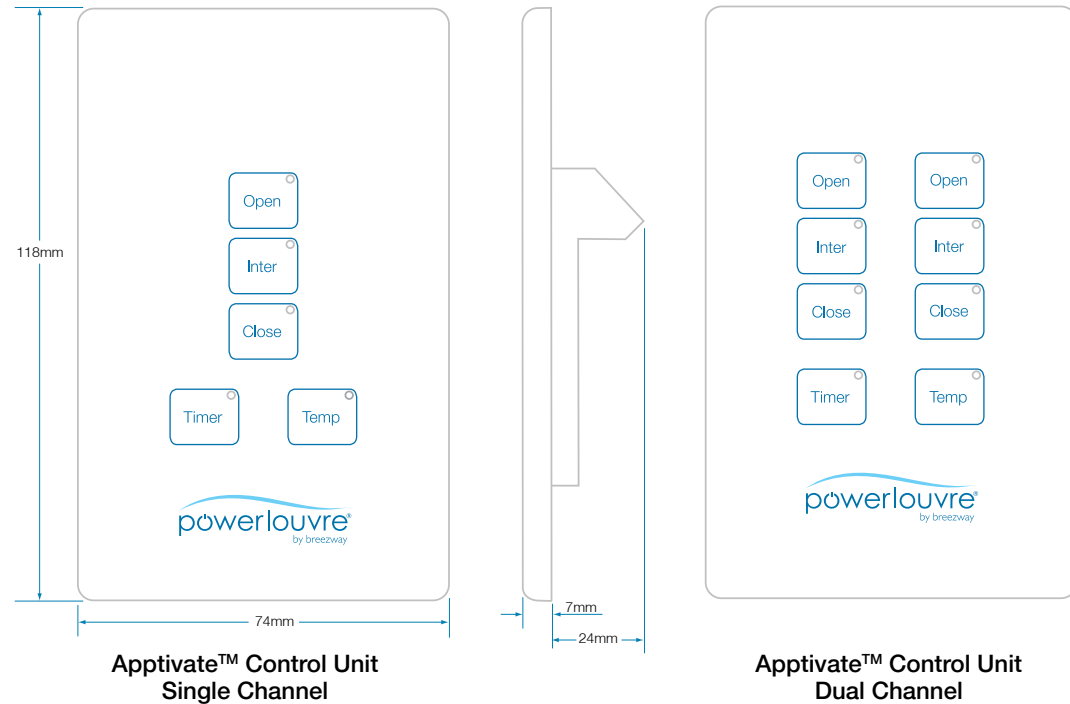 Open
Inter
Close
Timer
Temp
powerlouvre®
by breezway
118mm
74mm
Apptivate™ Control Unit
Single Channel
7mm
24mm
Open Open
Inter Inter
Close Close
Timer Temp
powerlouvre®
by breezway
Apptivate™ Control Unit
Dual Channel